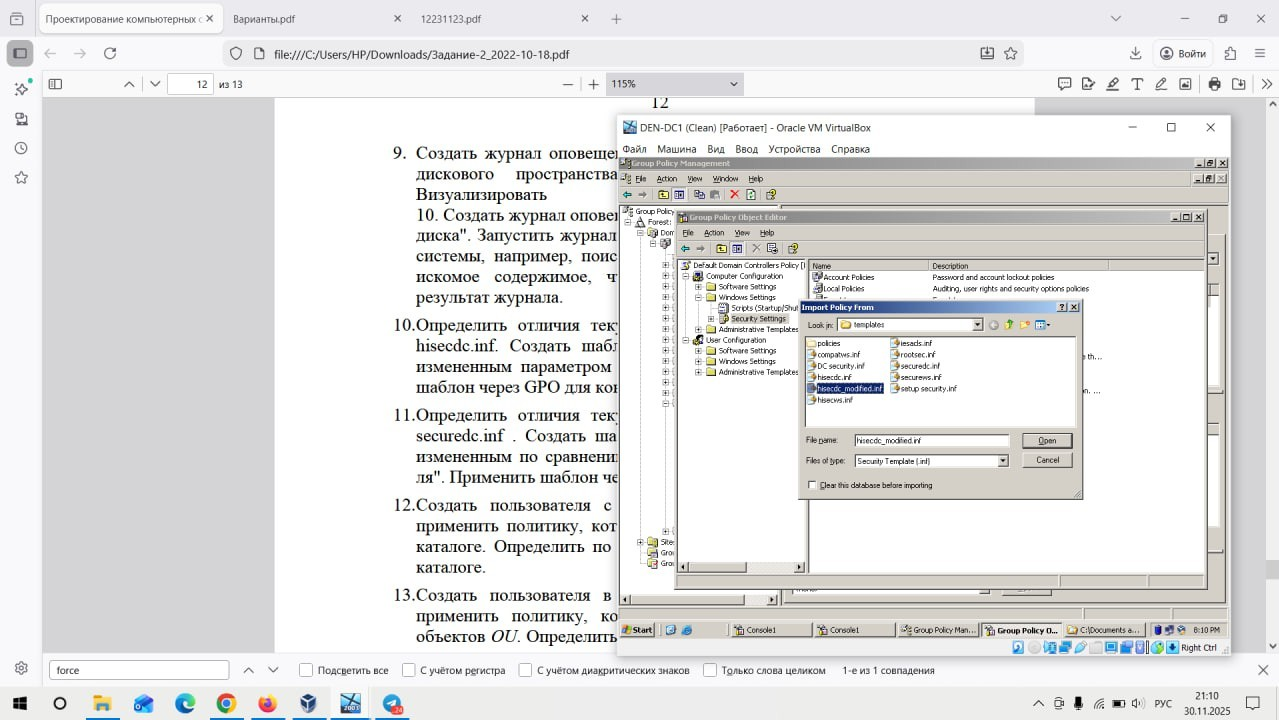 Проектирование компьютерных с
Варианты.pdf
12231123.pdf
file:///C:/Users/HP/Downloads/Задание-2_2022-10-18.pdf
Войти
12 из 13
115%
12
9. Создать журнал оповещен
дискового пространства
Визуализировать
10. Создать журнал опове
диска". Запустить журнал
системы, например, поис
искомое содержимое, ч
результат журнала.
10.Определить отличия теку
hisecdc.inf. Создать шабл
измененным параметром
шаблон через GPO для кон
11.Определить отличия теку
securedc.inf . Создать ша
измененным по сравнени
ля". Применить шаблон че
12.Создать пользователя с
применить политику, кот
каталоге. Определить по
каталоге.
13.Создать пользователя в
применить политику, ко
объектов OU. Определить
DEN-DC1 (Clean) [Работает] - Oracle VM VirtualBox
Файл Машина Вид Ввод Устройства Справка
Group Policy Management
File Action View Window Help
Group Policy
Forest:
Dom
Sites
Grou
Grou
Group Policy Object Editor
File Action View Help
Default Domain Controllers Policy [
Computer Configuration
Software Settings
Windows Settings
Scripts (Startup/Shut
Security Settings
Administrative Templates
User Configuration
Software Settings
Windows Settings
Administrative Templates
Name Description
Account Policies Password and account lockout policies
Local Policies Auditing, user rights and security options policies
Import Policy From
Look in: templates
policies
compatws.inf
DC security.inf
hisecdc.inf
hisecdc_modified.inf
hisecws.inf
iesacls.inf
rootsec.inf
securedc.inf
securews.inf
setup security.inf
File name: hisecdc_modified.inf Open
Files of type: Security Template (.inf) Cancel
Clear this database before importing
Start
Console1
Console1
Group Policy Man...
Group Policy O...
C:\Documents a...
8:10 PM
Right Ctrl
force
Подсветить все
С учётом регистра
С учётом диакритических знаков
Только слова целиком
1-е из 1 совпадения
24
РУС
21:10
30.11.2025